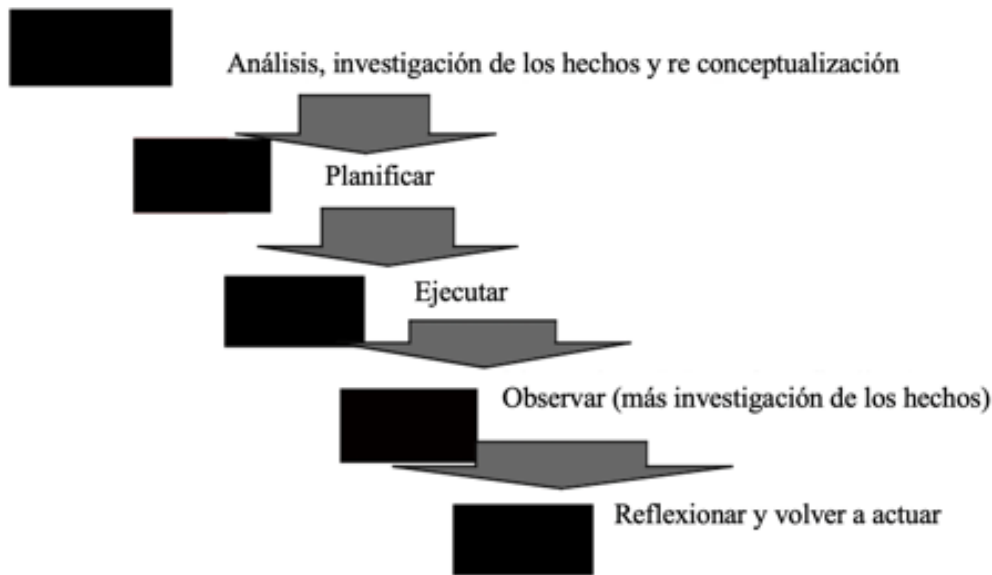 Análisis, investigación de los hechos y re conceptualización
Planificar
Ejecutar
Observar (más investigación de los hechos)
Reflexionar y volver a actuar